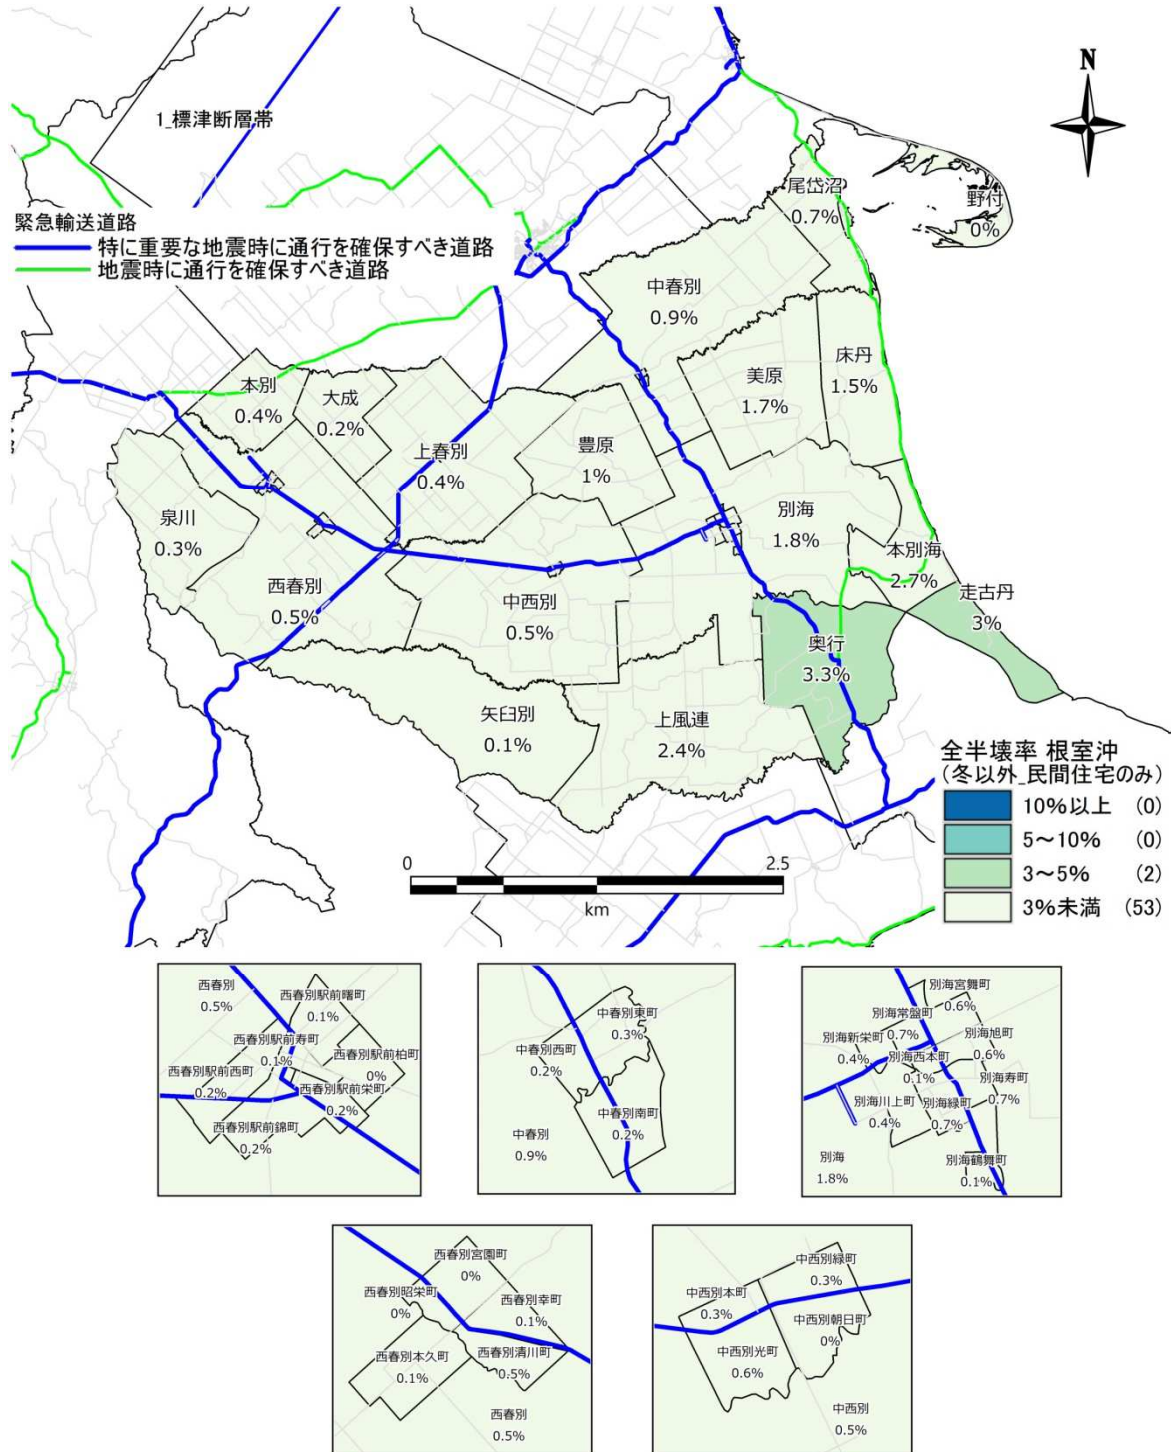 N
1_標津断層帯
緊急輸送道路
特に重要な地震時に通行を確保すべき道路
地震時に通行を確保すべき道路
尾岱沼
0.7%
野付
0%
中春別
0.9%
床丹
1.5%
美原
1.7%
本別
0.4%
大成
0.2%
上春別
0.4%
豊原
1%
泉川
0.3%
別海
1.8%
本別海
2.7%
走古丹
3%
西春別
0.5%
中西別
0.5%
奥行
3.3%
矢臼別
0.1%
上風連
2.4%
全半壊率 根室沖
(冬以外_民間住宅のみ)
10%以上 (0)
5～10% (0)
3～5% (2)
3%未満 (53)
0 2.5
km
西春別
0.5%
西春別駅前曙町
0.1%
西春別駅前寿町
0.1%
西春別駅前柏町
0%
西春別駅前西町
0.2%
西春別駅前栄町
0.2%
西春別駅前錦町
0.2%
中春別東町
0.3%
中春別西町
0.2%
中春別南町
0.2%
中春別
0.9%
別海宮舞町
0.6%
別海常盤町
0.7%
別海新栄町
0.4%
別海旭町
0.6%
別海西本町
0.1%
別海寿町
0.7%
別海川上町
0.4%
別海緑町
0.7%
別海
1.8%
別海鶴舞町
0.1%
西春別宮園町
0%
西春別昭栄町
0%
西春別幸町
0.1%
西春別本久町
0.1%
西春別清川町
0.5%
西春別
0.5%
中西別緑町
0.3%
中西別本町
0.3%
中西別朝日町
0%
中西別光町
0.6%
中西別
0.5%